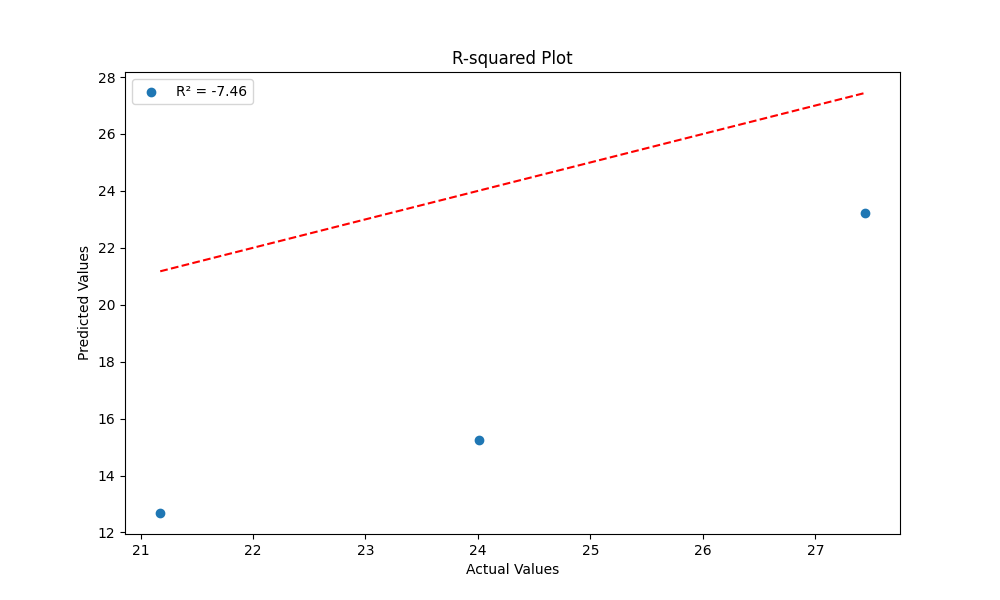 R-squared Plot
R² = -7.46
28
26
24
22
20
18
16
14
12
Predicted Values
21 22 23 24 25 26 27
Actual Values